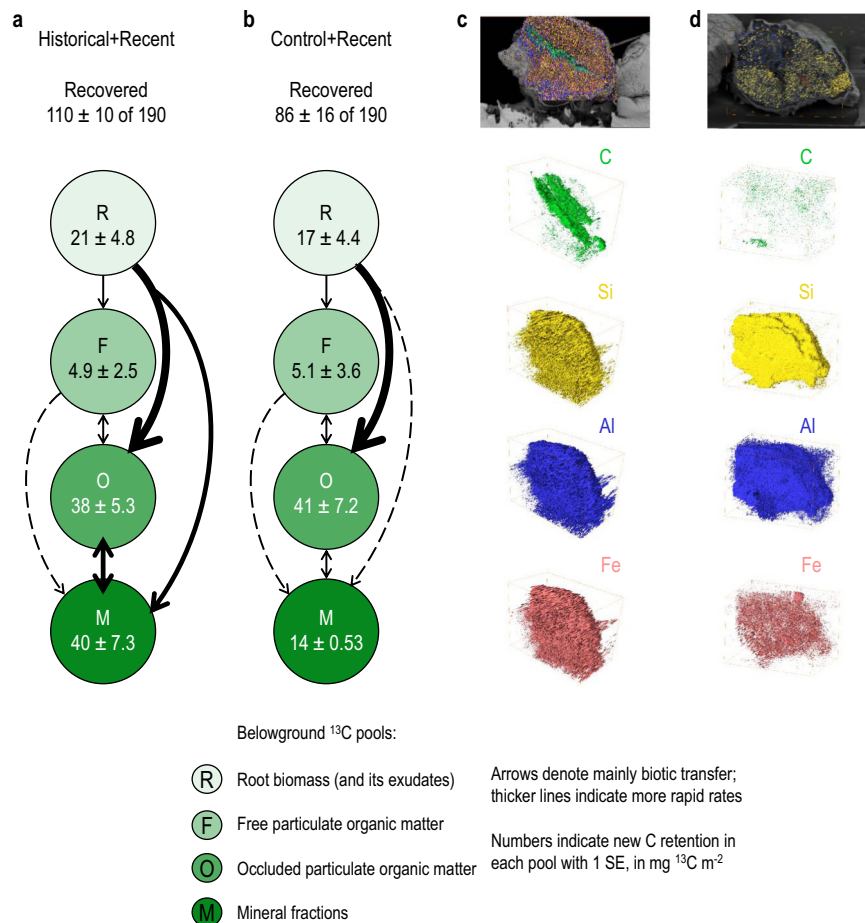 a
Historical+Recent
Recovered
110 ± 10 of 190
R
21 ± 4.8
F
4.9 ± 2.5
O
38 ± 5.3
M
40 ± 7.3
b
Control+Recent
Recovered
86 ± 16 of 190
R
17 ± 4.4
F
5.1 ± 3.6
O
41 ± 7.2
M
14 ± 0.53
c
C
Si
Al
Fe
d
C
Si
Al
Fe
Belowground ¹³C pools:
R Root biomass (and its exudates)
F Free particulate organic matter
O Occluded particulate organic matter
M Mineral fractions
Arrows denote mainly biotic transfer;
thicker lines indicate more rapid rates
Numbers indicate new C retention in
each pool with 1 SE, in mg ¹³C m⁻²